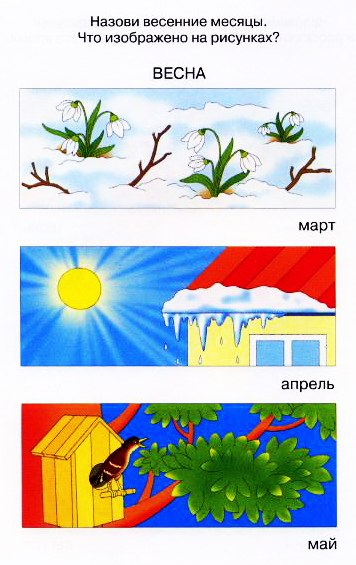 Назови весенние месяцы.
Что изображено на рисунках?
ВЕСНА
март
апрель
май